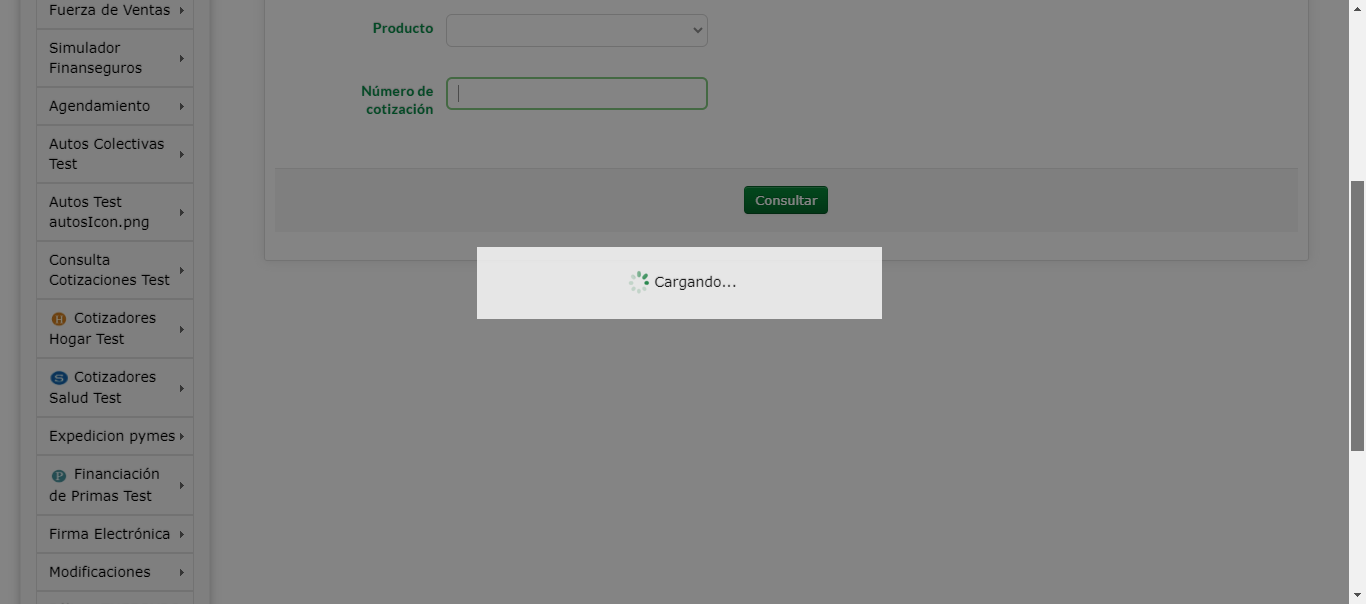 Fuerza de Ventas
Simulador
Finanseguros
Agendamiento
Autos Colectivas
Test
Autos Test
autosIcon.png
Consulta
Cotizaciones Test
H Cotizadores
Hogar Test
S Cotizadores
Salud Test
Expedicion pymes
P Financiación
de Primas Test
Firma Electrónica
Modificaciones
Producto
Número de
cotización
Consultar
Cargando...